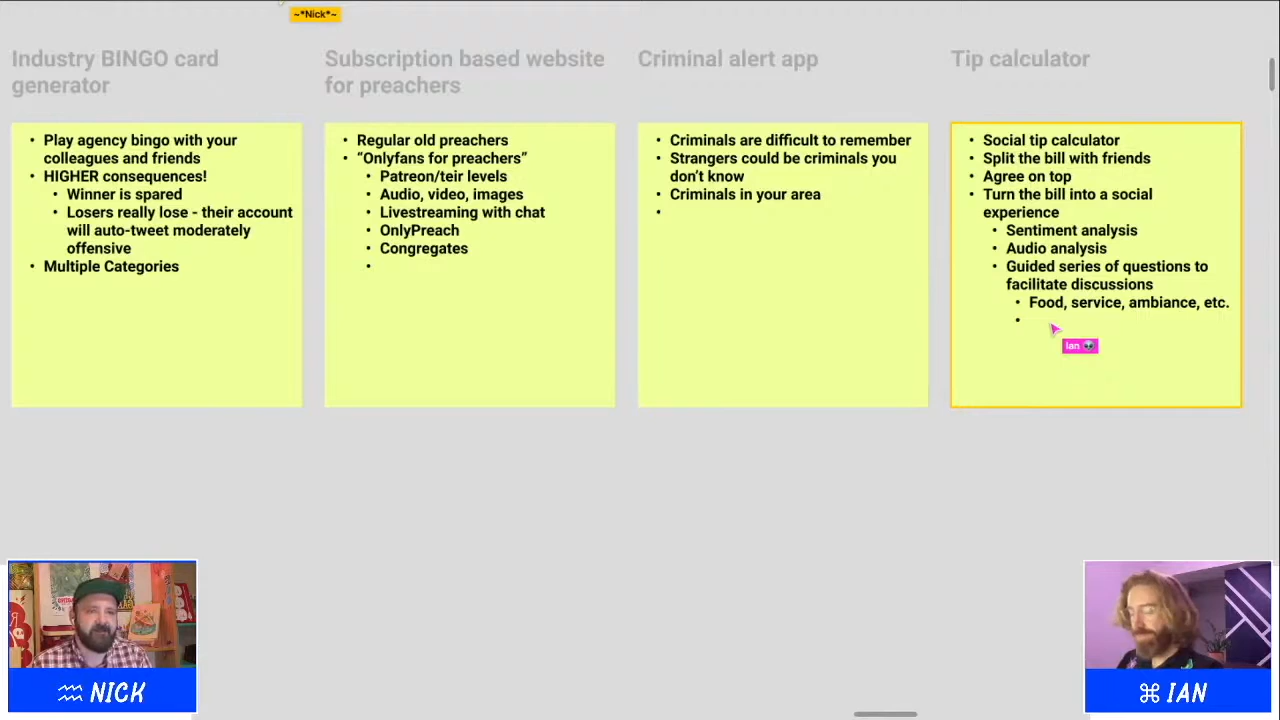 ~*Nick*~
Industry BINGO card
generator
Play agency bingo with your
colleagues and friends
HIGHER consequences!
Winner is spared
Losers really lose - their account
will auto-tweet moderately
offensive
Multiple Categories
Subscription based website
for preachers
Regular old preachers
“Onlyfans for preachers”
Patreon/teir levels
Audio, video, images
Livestreaming with chat
OnlyPreach
Congregates
Criminal alert app
Criminals are difficult to remember
Strangers could be criminals you
don’t know
Criminals in your area
Tip calculator
Social tip calculator
Split the bill with friends
Agree on top
Turn the bill into a social
experience
Sentiment analysis
Audio analysis
Guided series of questions to
facilitate discussions
Food, service, ambiance, etc.
Ian 👽
♒ NICK
⌘ IAN